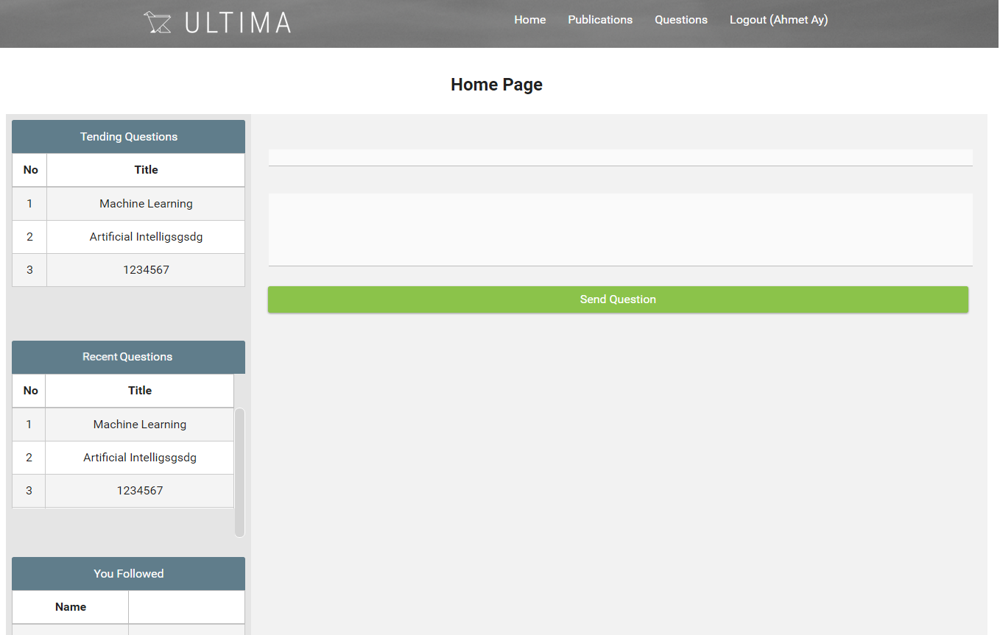 ULTIMA
Home Publications Questions Logout (Ahmet Ay)
Home Page
Tending Questions
No Title
1 Machine Learning
2 Artificial Intelligsgsdg
3 1234567
Recent Questions
No Title
1 Machine Learning
2 Artificial Intelligsgsdg
3 1234567
You Followed
Name
Send Question